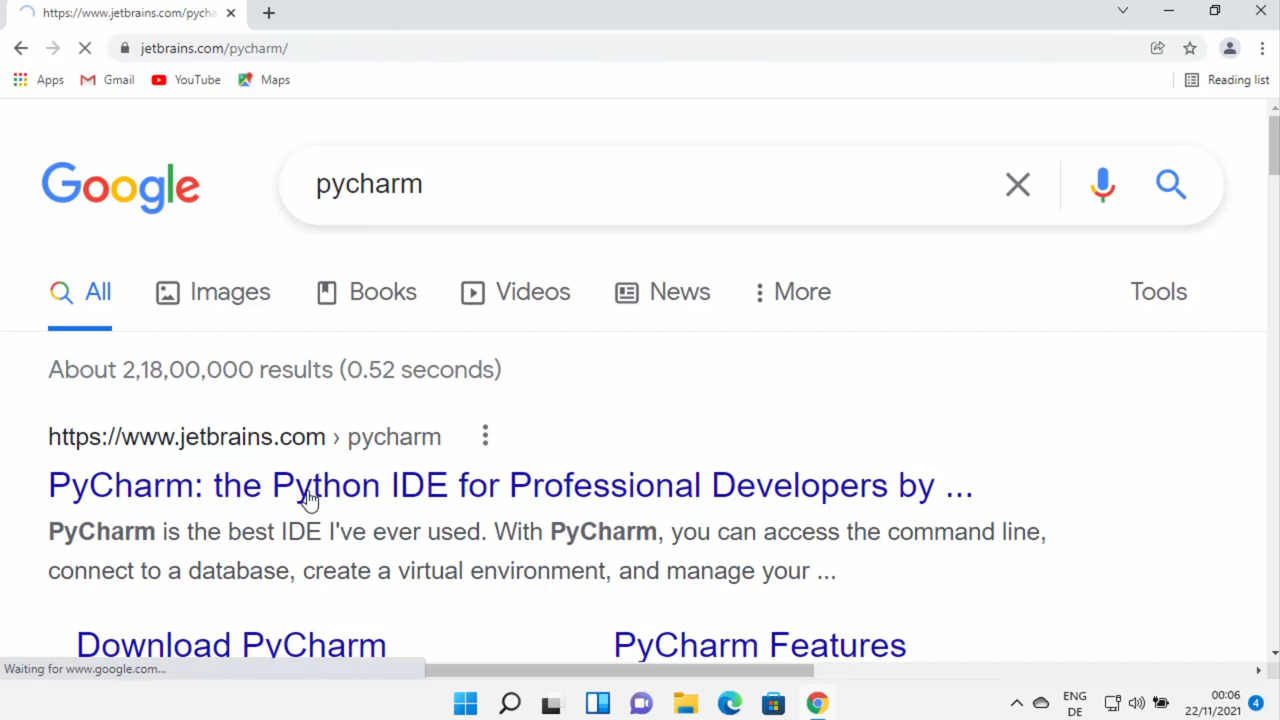 https://www.jetbrains.com/pycha
jetbrains.com/pycharm/
Apps Gmail YouTube Maps Reading list
Google pycharm
All Images Books Videos News More Tools
About 2,18,00,000 results (0.52 seconds)
https://www.jetbrains.com › pycharm
PyCharm: the Python IDE for Professional Developers by ...
PyCharm is the best IDE I've ever used. With PyCharm, you can access the command line,
connect to a database, create a virtual environment, and manage your ...
Download PyCharm PyCharm Features
Waiting for www.google.com...
ENG 00:06
DE 22/11/2021 4